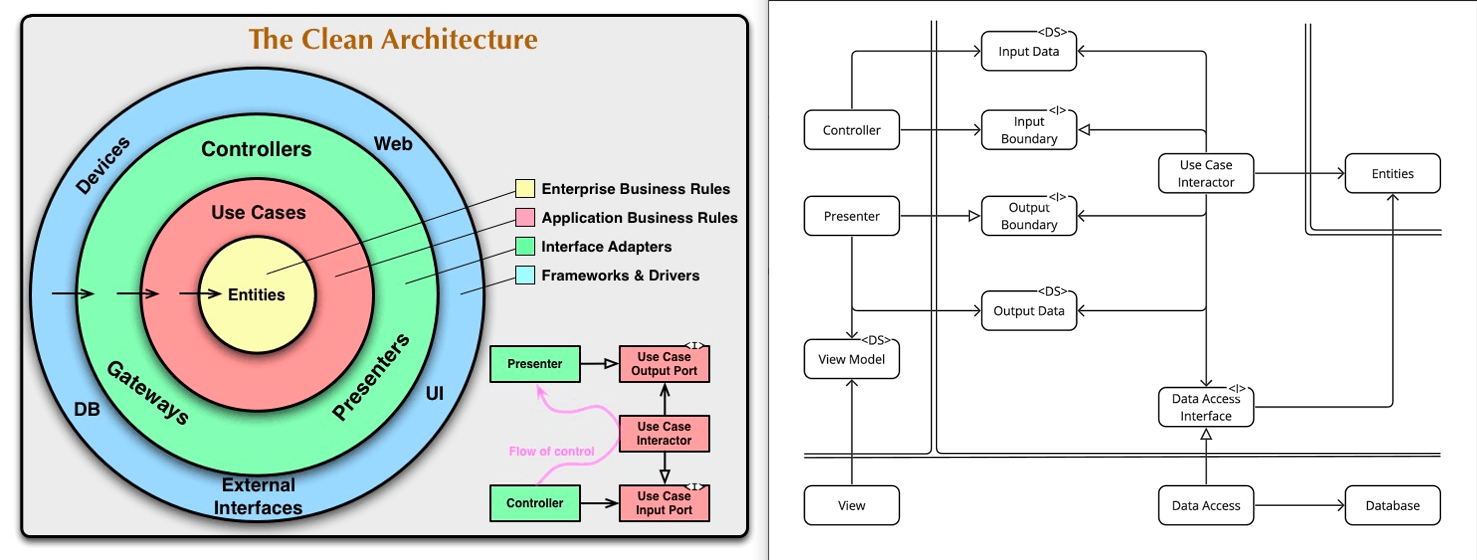 The Clean Architecture
Devices
Web
Controllers
Use Cases
Entities
Gateways
Presenters
DB
UI
External
Interfaces
Enterprise Business Rules
Application Business Rules
Interface Adapters
Frameworks & Drivers
Presenter
<I>
Use Case
Output Port
Flow of control
Use Case
Interactor
Controller
<I>
Use Case
Input Port
<DS>
Input Data
Controller
<I>
Input
Boundary
Use Case
Interactor
Entities
Presenter
<I>
Output
Boundary
<DS>
Output Data
<DS>
View Model
<I>
Data Access
Interface
View
Data Access
Database